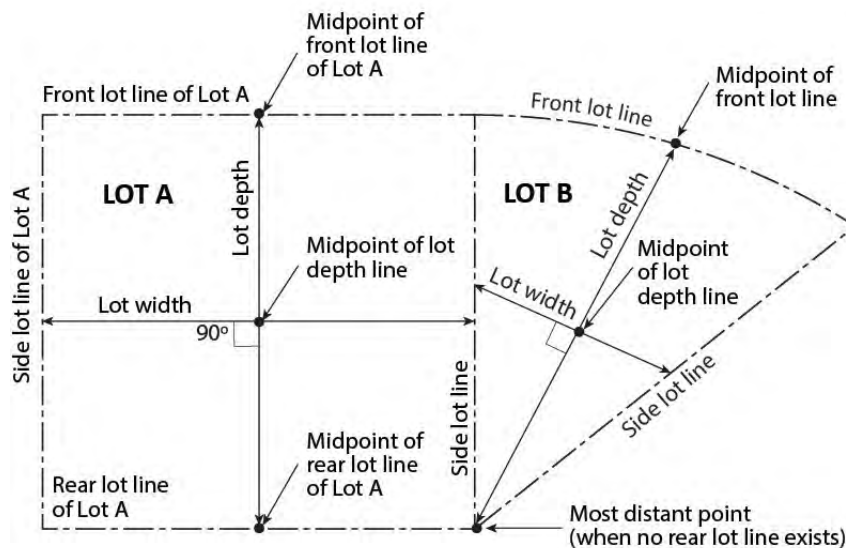 Midpoint of
front lot line
of Lot A
Midpoint of
front lot line
Front lot line of Lot A
Front lot line
LOT A
LOT B
Side lot line of Lot A
Lot depth
Lot depth
Midpoint of lot
depth line
Midpoint
of lot
depth line
Lot width
Lot width
90°
Side lot line
Side lot line
Rear lot line
of Lot A
Midpoint of
rear lot line
of Lot A
Most distant point
(when no rear lot line exists)